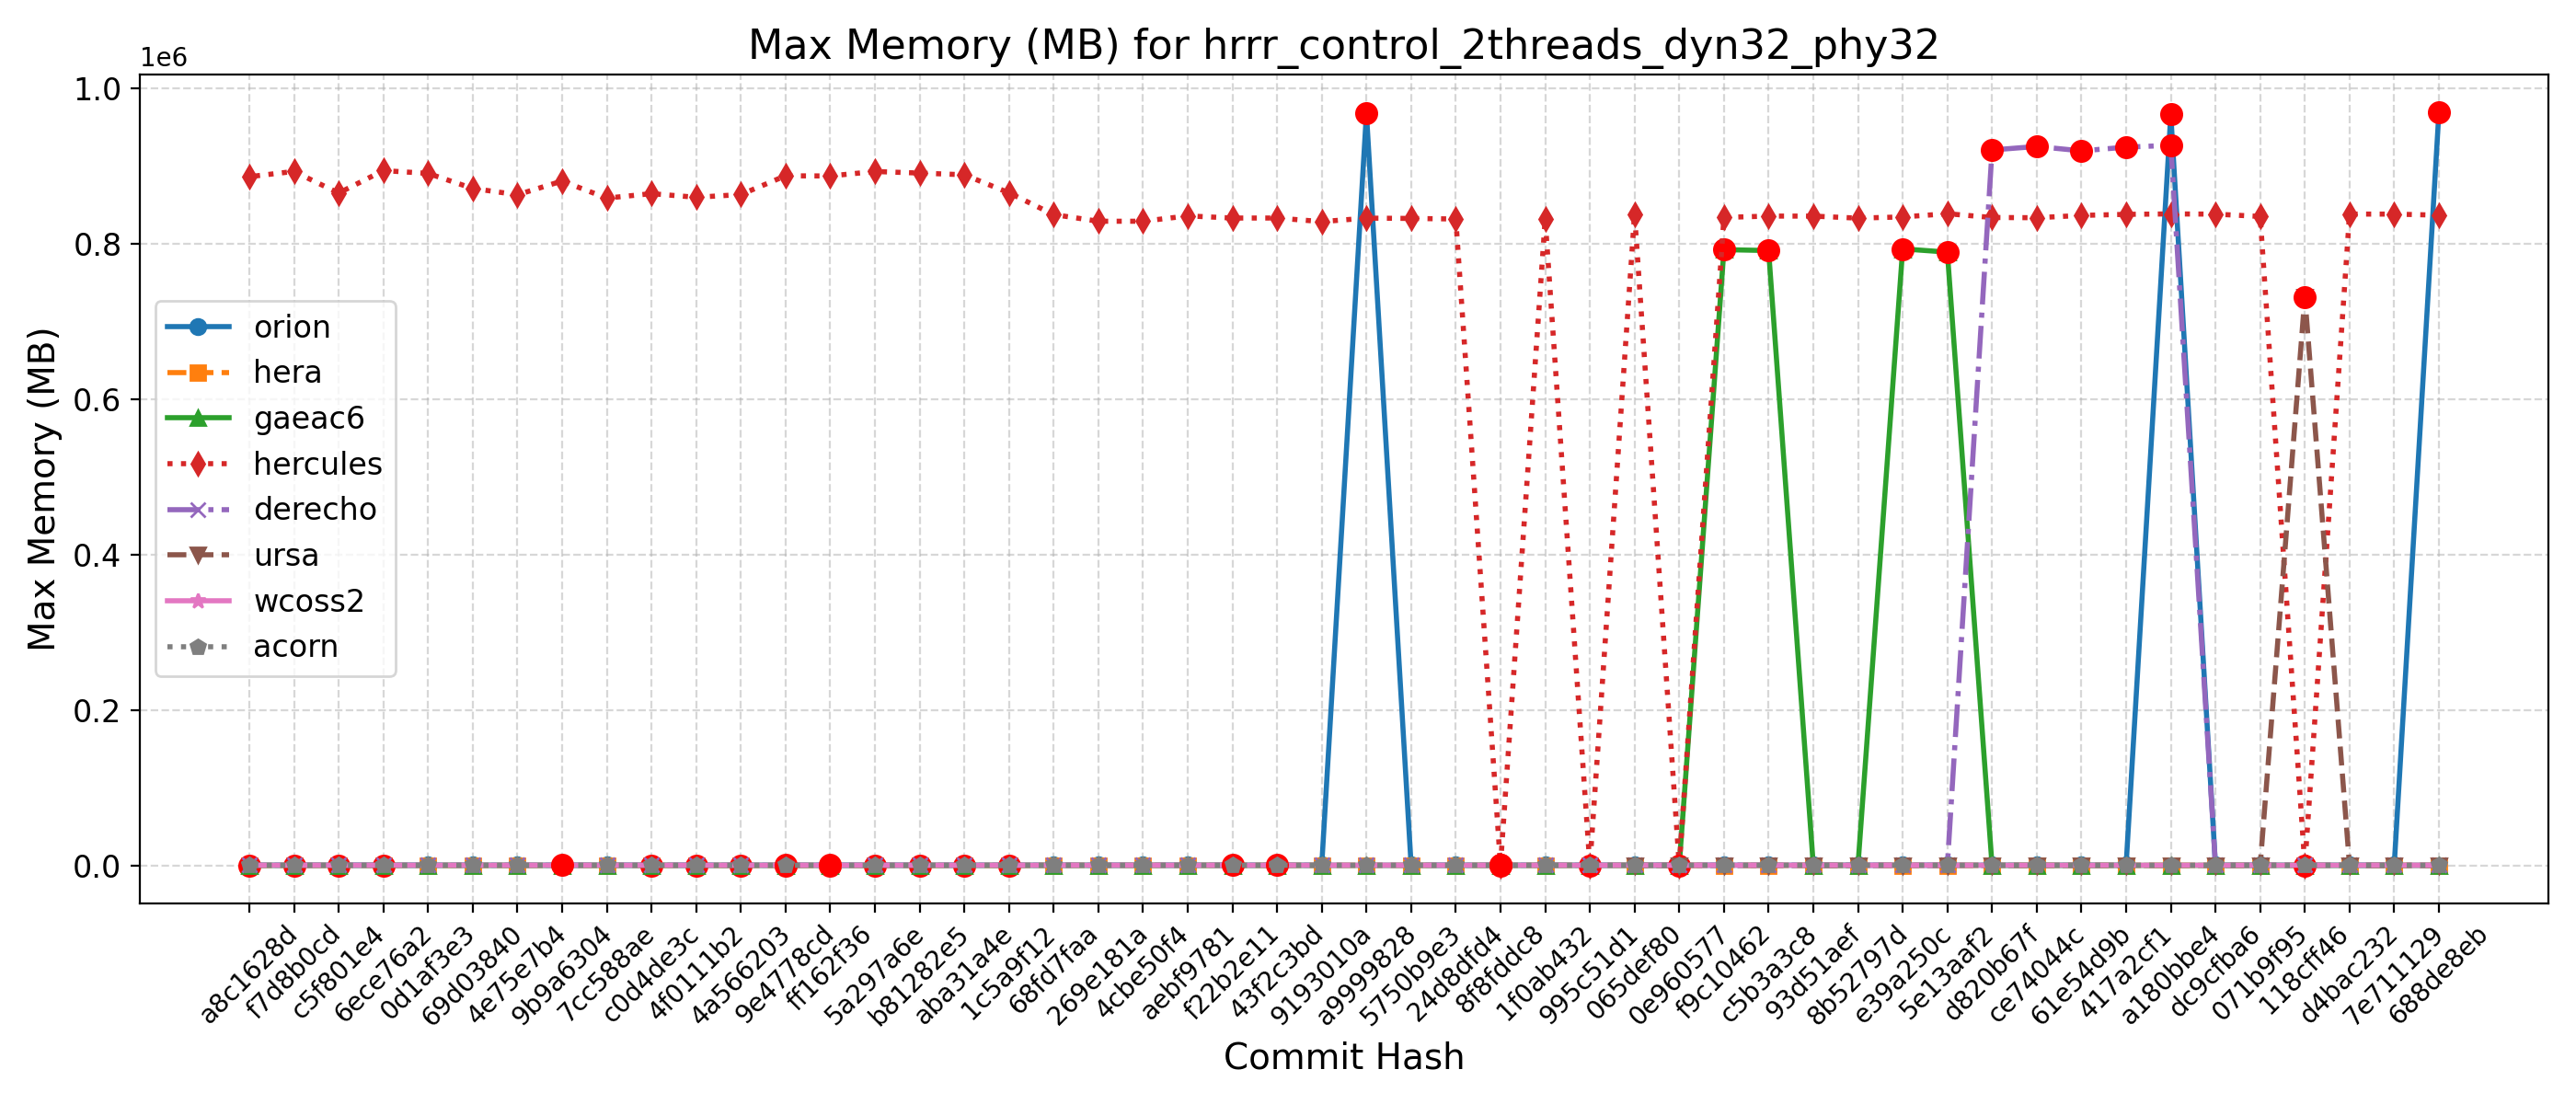 Max Memory (MB) for hrrr_control_2threads_dyn32_phy32
1e6
1.0
0.8
0.6
0.4
0.2
0.0
Max Memory (MB)
orion
hera
gaeac6
hercules
derecho
ursa
wcoss2
acorn
a8c1628d
f7d8b0cd
c5f801e4
6ece76a2
0d1af3e3
69d03840
4e75e7b4
9b9a6304
7cc588ae
c0d4de3c
4f0111b2
4a566203
9e4778cd
ff162f36
5a297a6e
b81282e5
aba31a4e
1c5a9f12
68fd7faa
269e181a
4cbe50f4
aebf9781
f22b2e11
43f2c3bd
9193010a
a9999828
5750b9e3
24d8dfd4
8f8fddc8
1f0ab432
995c51d1
065def80
0e960577
f9c10462
c5b3a3c8
93d51aef
8b52797d
e39a250c
5e13aaf2
d820b67f
ce74044c
61e54d9b
417a2cf1
a180bbe4
dc9cfba6
071b9f95
118cff46
d4bac232
7e711129
688de8eb
Commit Hash